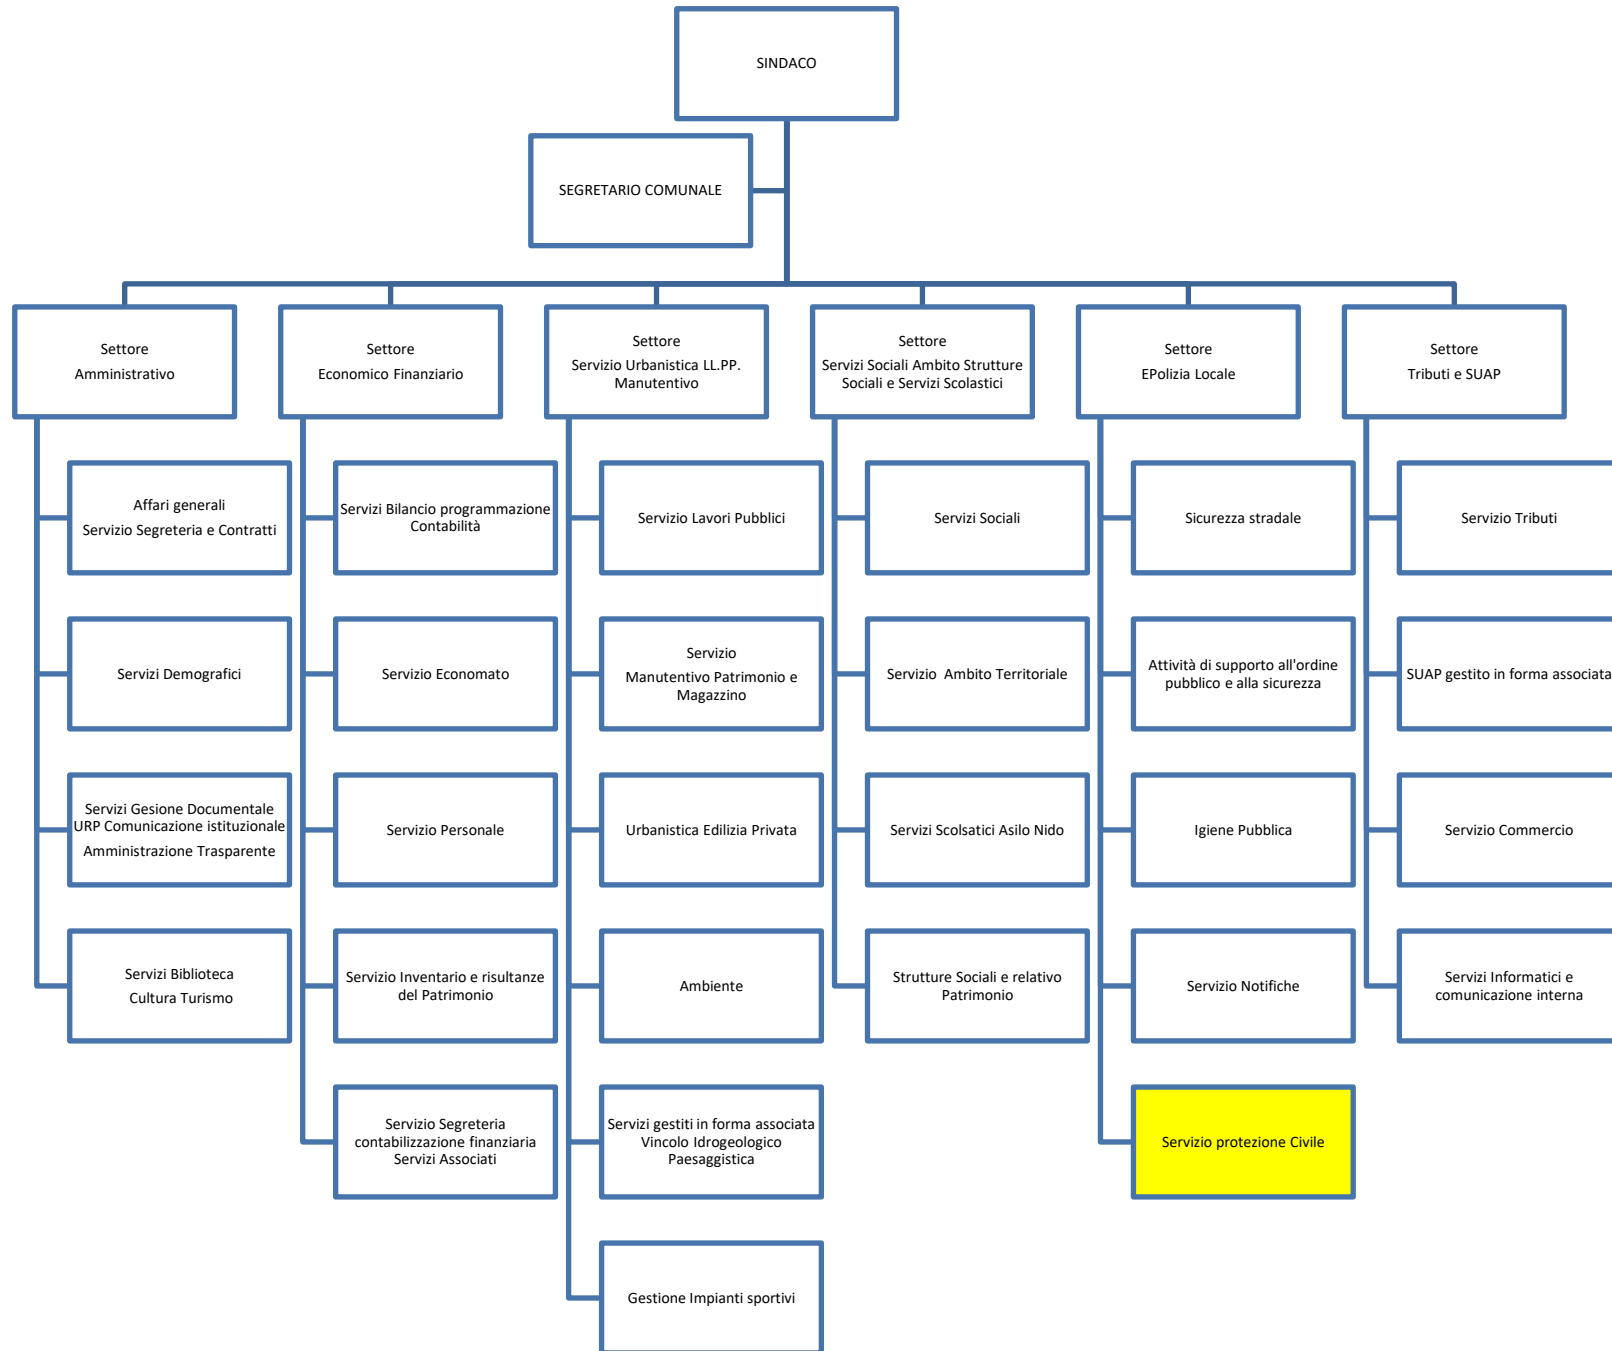 SINDACO
SEGRETARIO COMUNALE
Settore
Amministrativo
Affari generali
Servizio Segreteria e Contratti
Servizi Demografici
Servizi Gesione Documentale
URP Comunicazione istituzionale
Amministrazione Trasparente
Servizi Biblioteca
Cultura Turismo
Settore
Economico Finanziario
Servizi Bilancio programmazione
Contabilità
Servizio Economato
Servizio Personale
Servizio Inventario e risultanze
del Patrimonio
Servizio Segreteria
contabilizzazione finanziaria
Servizi Associati
Settore
Servizio Urbanistica LL.PP.
Manutentivo
Servizio Lavori Pubblici
Servizio
Manutentivo Patrimonio e
Magazzino
Urbanistica Edilizia Privata
Ambiente
Servizi gestiti in forma associata
Vincolo Idrogeologico
Paesaggistica
Gestione Impianti sportivi
Settore
Servizi Sociali Ambito Strutture
Sociali e Servizi Scolastici
Servizi Sociali
Servizio  Ambito Territoriale
Servizi Scolsatici Asilo Nido
Strutture Sociali e relativo
Patrimonio
Settore
EPolizia Locale
Sicurezza stradale
Attività di supporto all'ordine
pubblico e alla sicurezza
Igiene Pubblica
Servizio Notifiche
Servizio protezione Civile
Settore
Tributi e SUAP
Servizio Tributi
SUAP gestito in forma associata
Servizio Commercio
Servizi Informatici e
comunicazione interna